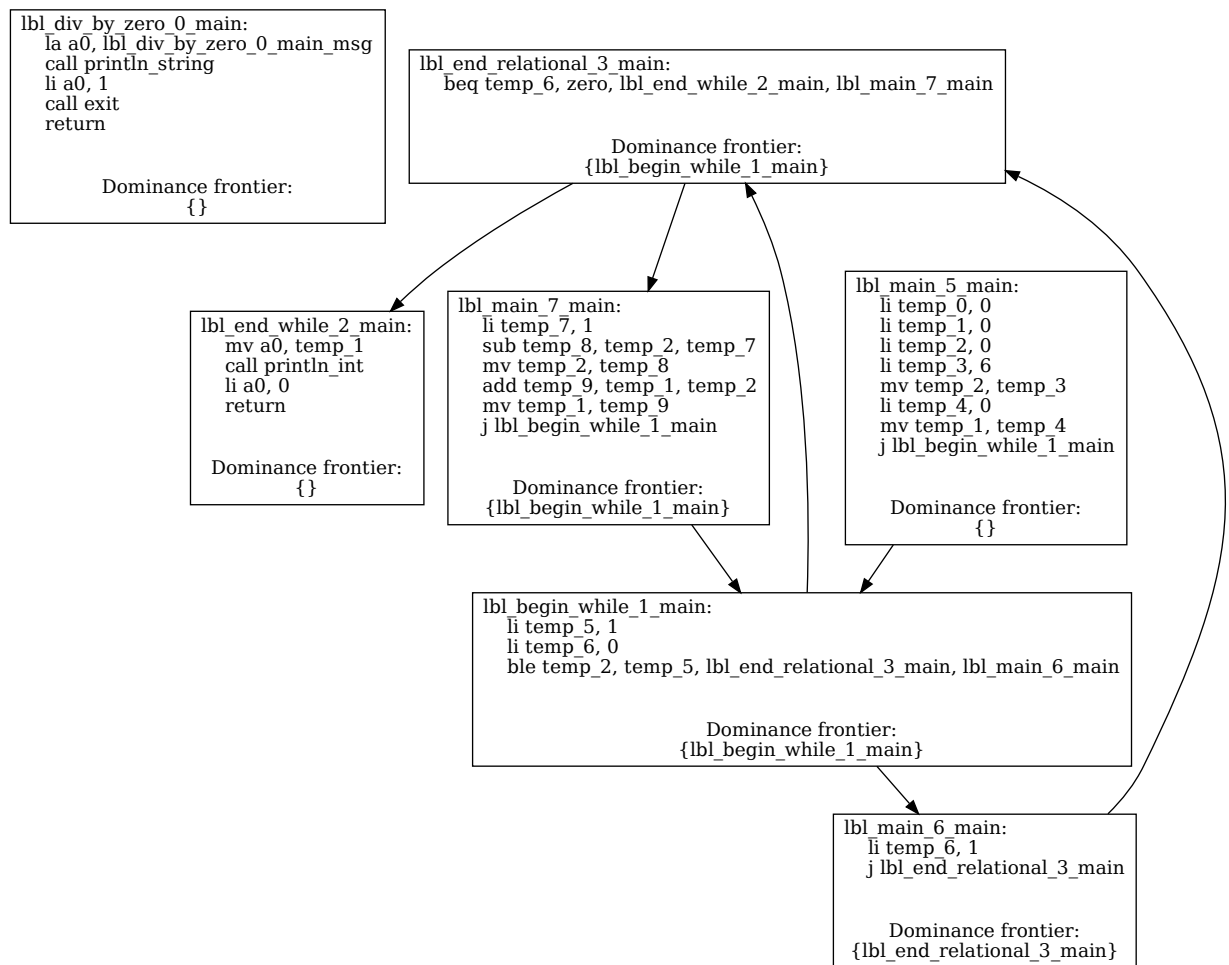 lbl_div_by_zero_0_main:
la a0, lbl_div_by_zero_0_main_msg
call println_string
li a0, 1
call exit
return
Dominance frontier:
{}
lbl_end_relational_3_main:
beq temp_6, zero, lbl_end_while_2_main, lbl_main_7_main
Dominance frontier:
{lbl_begin_while_1_main}
lbl_end_while_2_main:
mv a0, temp_1
call println_int
li a0, 0
return
Dominance frontier:
{}
lbl_main_7_main:
li temp_7, 1
sub temp_8, temp_2, temp_7
mv temp_2, temp_8
add temp_9, temp_1, temp_2
mv temp_1, temp_9
j lbl_begin_while_1_main
Dominance frontier:
{lbl_begin_while_1_main}
lbl_main_5_main:
li temp_0, 0
li temp_1, 0
li temp_2, 0
li temp_3, 6
mv temp_2, temp_3
li temp_4, 0
mv temp_1, temp_4
j lbl_begin_while_1_main
Dominance frontier:
{}
lbl_begin_while_1_main:
li temp_5, 1
li temp_6, 0
ble temp_2, temp_5, lbl_end_relational_3_main, lbl_main_6_main
Dominance frontier:
{lbl_begin_while_1_main}
lbl_main_6_main:
li temp_6, 1
j lbl_end_relational_3_main
Dominance frontier:
{lbl_end_relational_3_main}